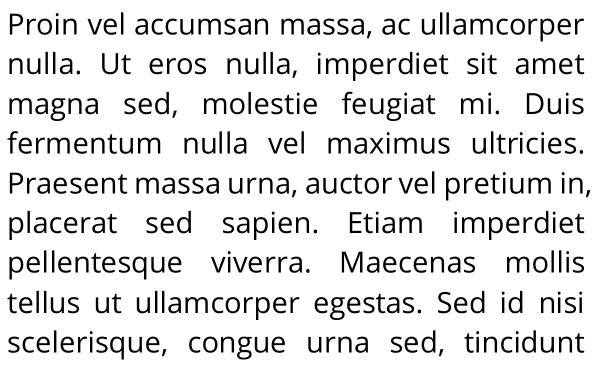 Proin vel accumsan massa, ac ullamcorper
nulla. Ut eros nulla, imperdiet sit amet
magna sed, molestie feugiat mi. Duis
fermentum nulla vel maximus ultricies.
Praesent massa urna, auctor vel pretium in,
placerat sed sapien. Etiam imperdiet
pellentesque viverra. Maecenas mollis
tellus ut ullamcorper egestas. Sed id nisi
scelerisque, congue urna sed, tincidunt